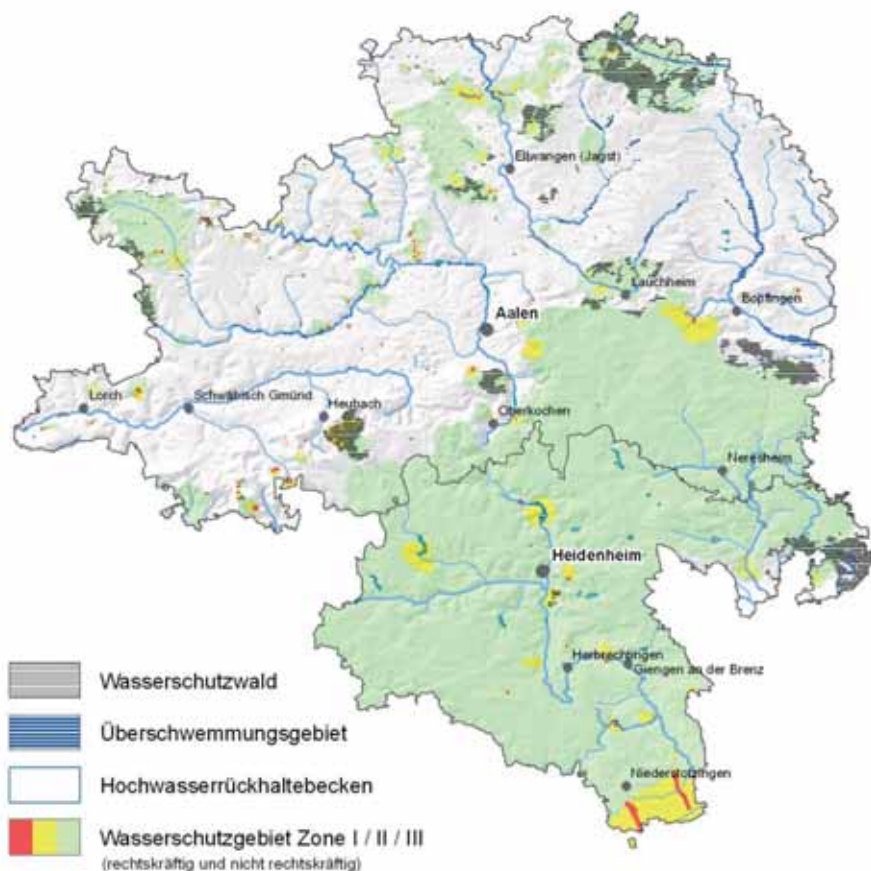 Ellwangen (Jagst)
Lauchheim
Bopfingen
Aalen
Lorch
Schwäbisch Gmünd
Heubach
Oberkochen
Neresheim
Heidenheim
Herbrechtingen
Giengen an der Brenz
Niederstotzingen
Wasserschutzwald
Überschwemmungsgebiet
Hochwasserrückhaltebecken
Wasserschutzgebiet Zone I / II / III
(rechtskräftig und nicht rechtskräftig)